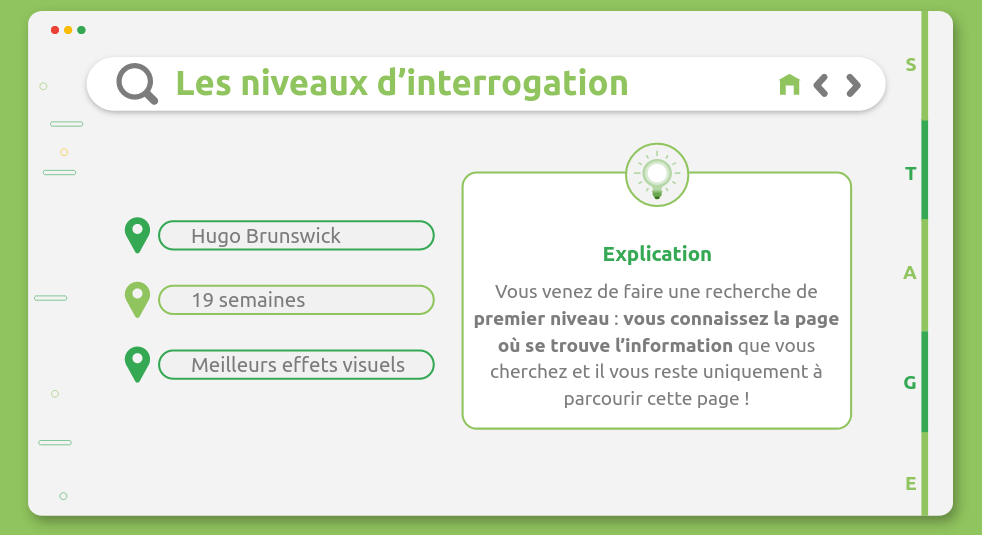 Les niveaux d’interrogation
Hugo Brunswick
19 semaines
Meilleurs effets visuels
Explication
Vous venez de faire une recherche de
premier niveau : vous connaissez la page
où se trouve l’information que vous
cherchez et il vous reste uniquement à
parcourir cette page !
S
T
A
G
E